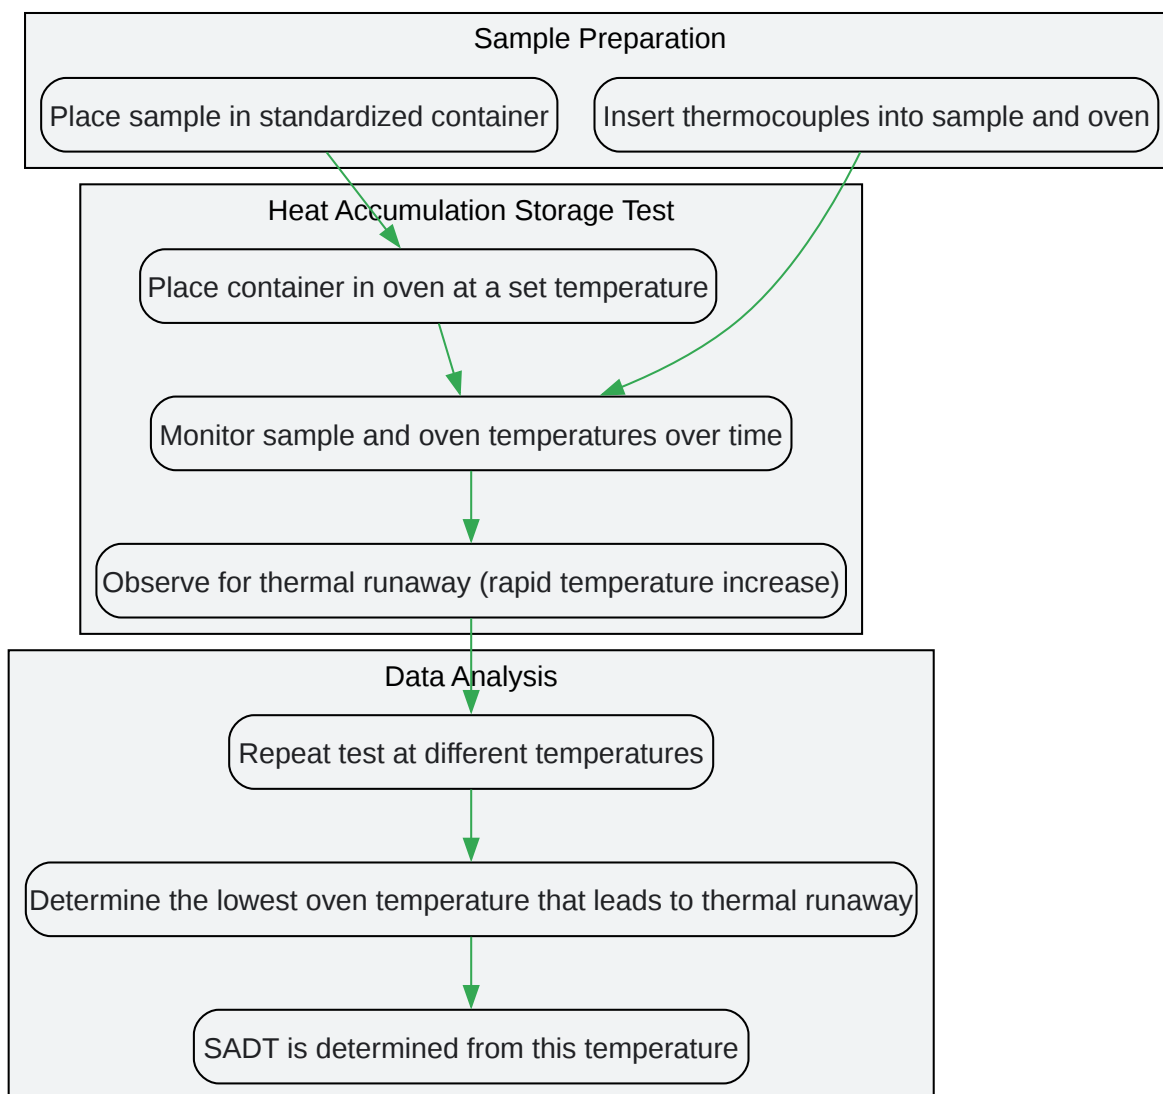 Sample Preparation
Place sample in standardized container
Insert thermocouples into sample and oven
Heat Accumulation Storage Test
Place container in oven at a set temperature
Monitor sample and oven temperatures over time
Observe for thermal runaway (rapid temperature increase)
Data Analysis
Repeat test at different temperatures
Determine the lowest oven temperature that leads to thermal runaway
SADT is determined from this temperature